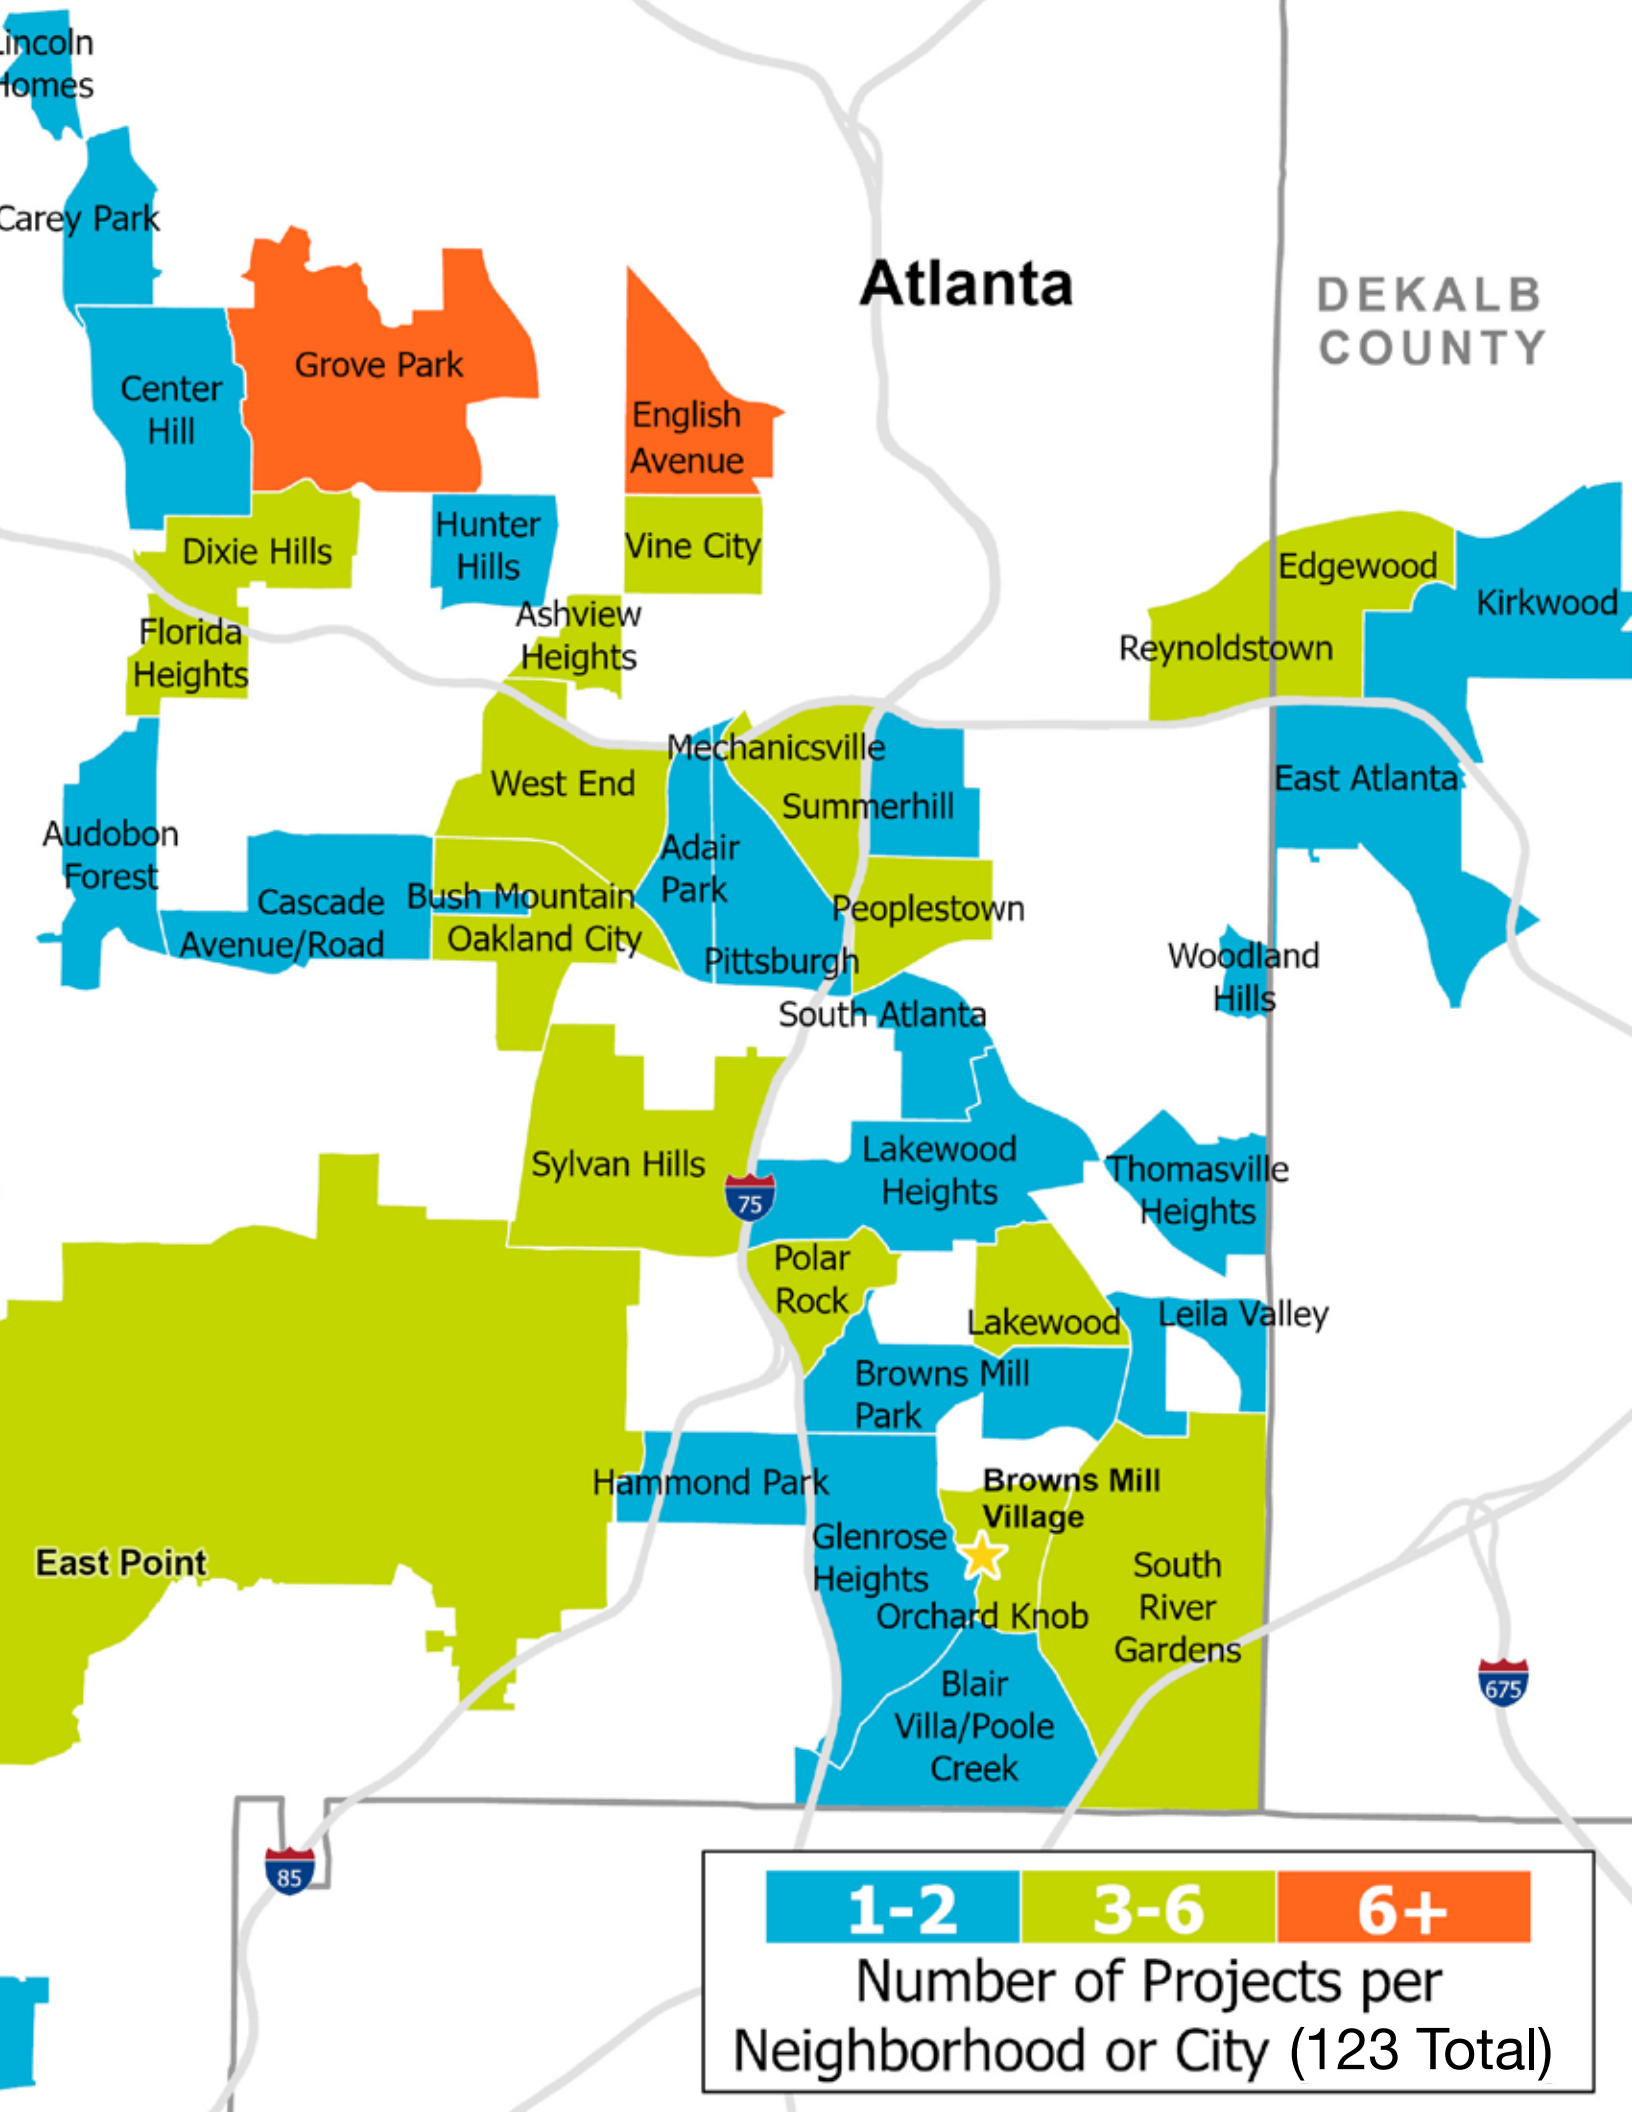 Lincoln
Homes
Carey Park
Atlanta
DEKALB
COUNTY
Grove Park
Center
Hill
English
Avenue
Hunter
Hills
Dixie Hills
Vine City
Edgewood
Kirkwood
Ashview
Heights
Florida
Heights
Reynoldstown
Mechanicsville
West End
East Atlanta
Summerhill
Audobon
Forest
Adair
Park
Cascade
Avenue/Road
Bush Mountain
Oakland City
Peoplestown
Pittsburgh
Woodland
Hills
South Atlanta
Lakewood
Heights
Sylvan Hills
Thomasville
Heights
75
Polar
Rock
Lakewood
Leila Valley
Browns Mill
Park
Hammond Park
Browns Mill
Village
Glenrose
Heights
East Point
South
River
Gardens
Orchard Knob
Blair
Villa/Poole
Creek
675
85
1-2 3-6 6+
Number of Projects per
Neighborhood or City (123 Total)